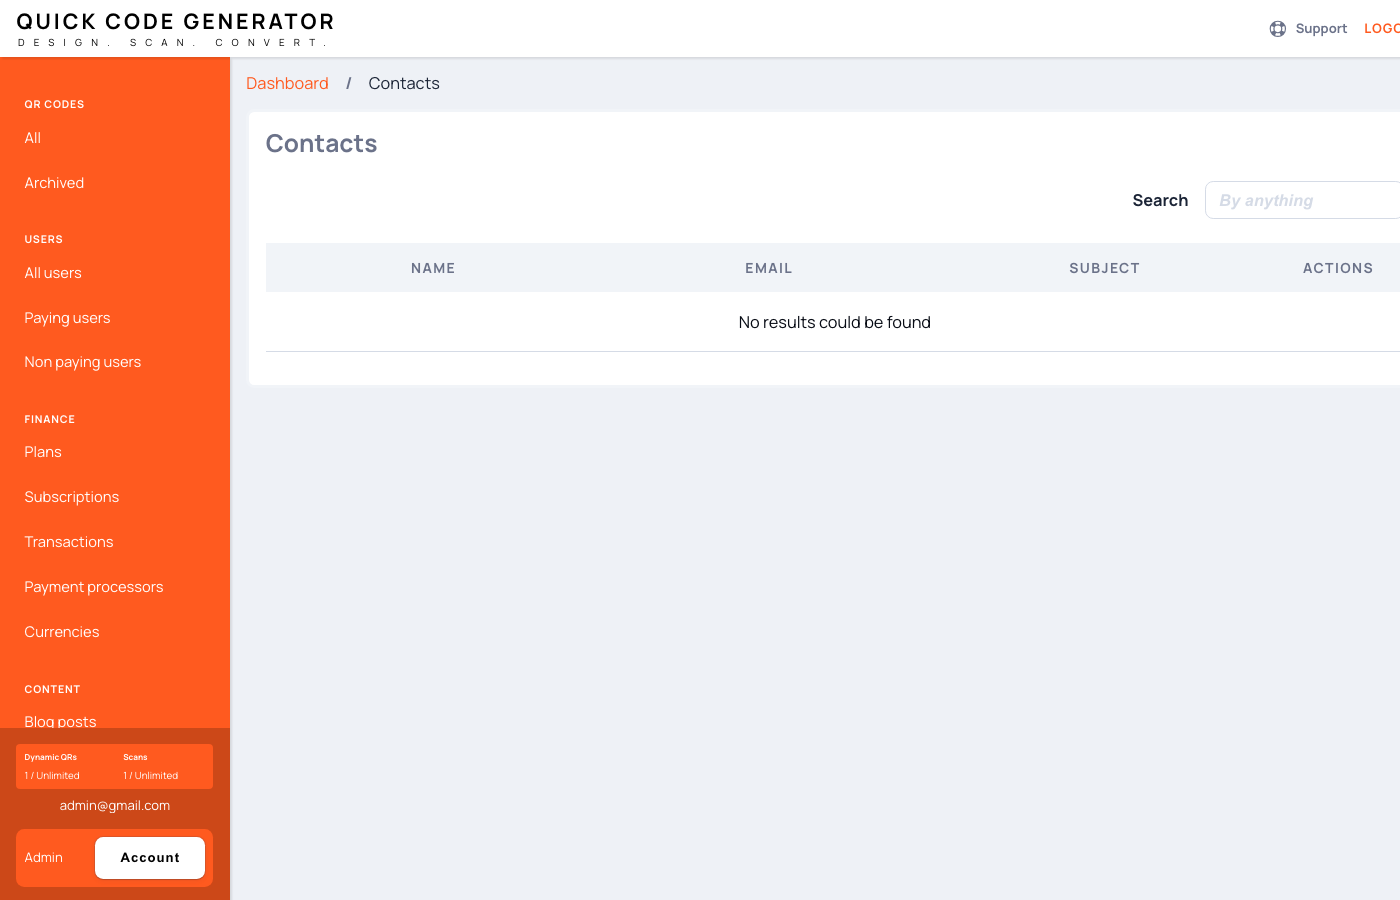 QUICK CODE GENERATOR
DESIGN. SCAN. CONVERT.
Support
Dashboard / Contacts
Contacts
Search By anything
NAME EMAIL SUBJECT ACTIONS
No results could be found
QR CODES
All
Archived
USERS
All users
Paying users
Non paying users
FINANCE
Plans
Subscriptions
Transactions
Payment processors
Currencies
CONTENT
Blog posts
Dynamic QRs Scans
1 / Unlimited 1 / Unlimited
admin@gmail.com
Admin Account